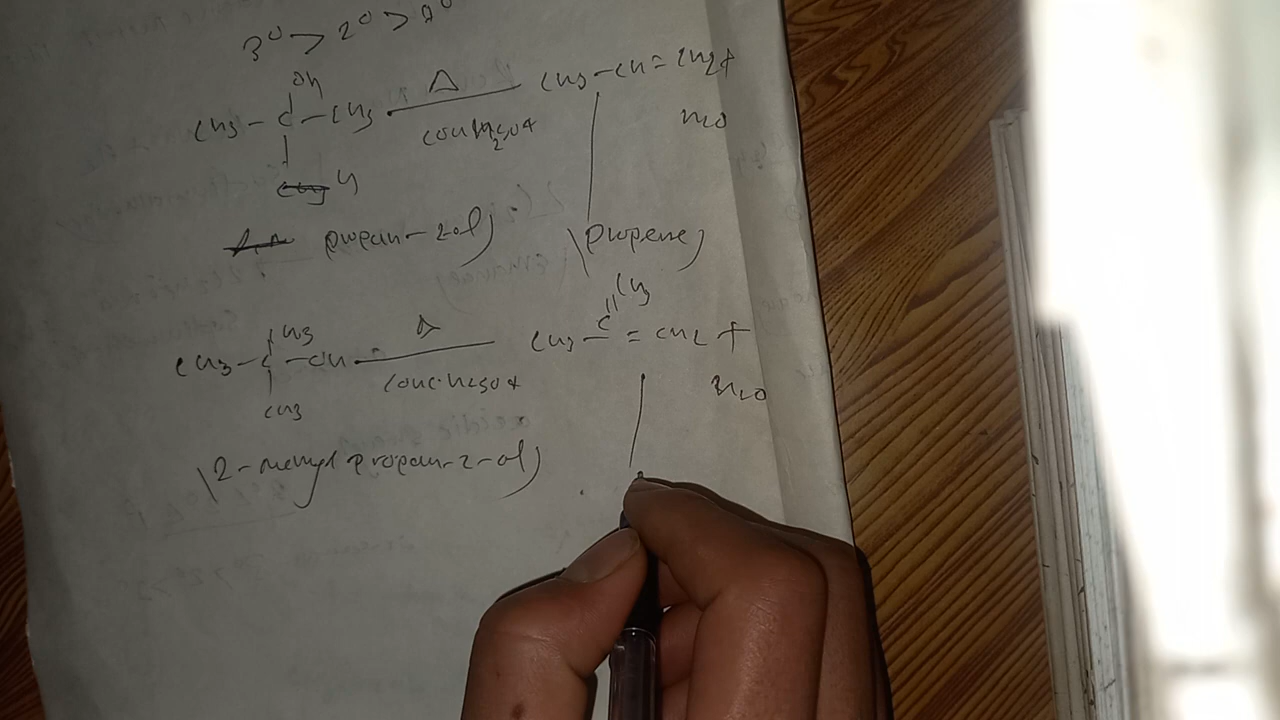 3° > 2° > 1°
OH
CH3 - C - CH3 Δ CH3 - CH = CH2 +
conc H2SO4 H2O
H
propan-2-ol) (propene)
CH3 CH3
CH3 - C - OH Δ CH3 - C = CH2 +
conc. H2SO4 H2O
CH3
(2-methyl propan-2-ol)